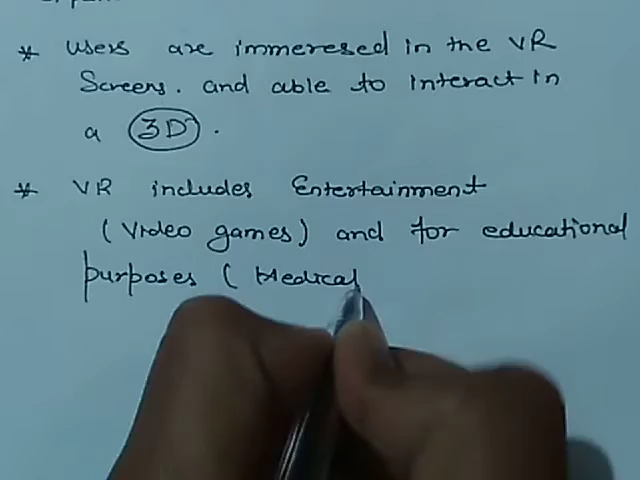 * Users are immeresed in the VR
Screens. and able to interact in
a 3D.
* VR includes Entertainment
(Video games) and for educational
purposes ( Medical